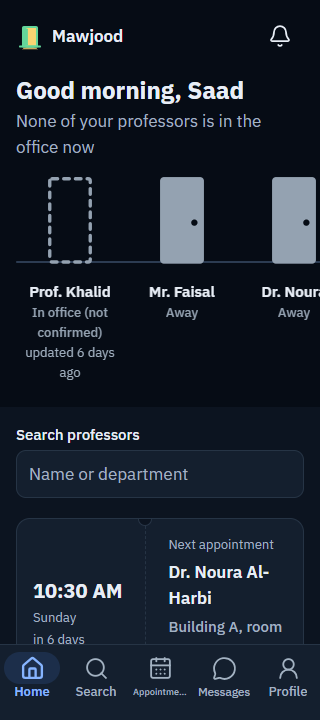 Mawjood
Good morning, Saad
None of your professors is in the
office now
Prof. Khalid
In office (not
confirmed)
updated 6 days
ago
Mr. Faisal
Away
Dr. Noura
Away
Search professors
Name or department
10:30 AM
Sunday
in 6 days
Next appointment
Dr. Noura Al-
Harbi
Building A, room
Home
Search
Appointme...
Messages
Profile